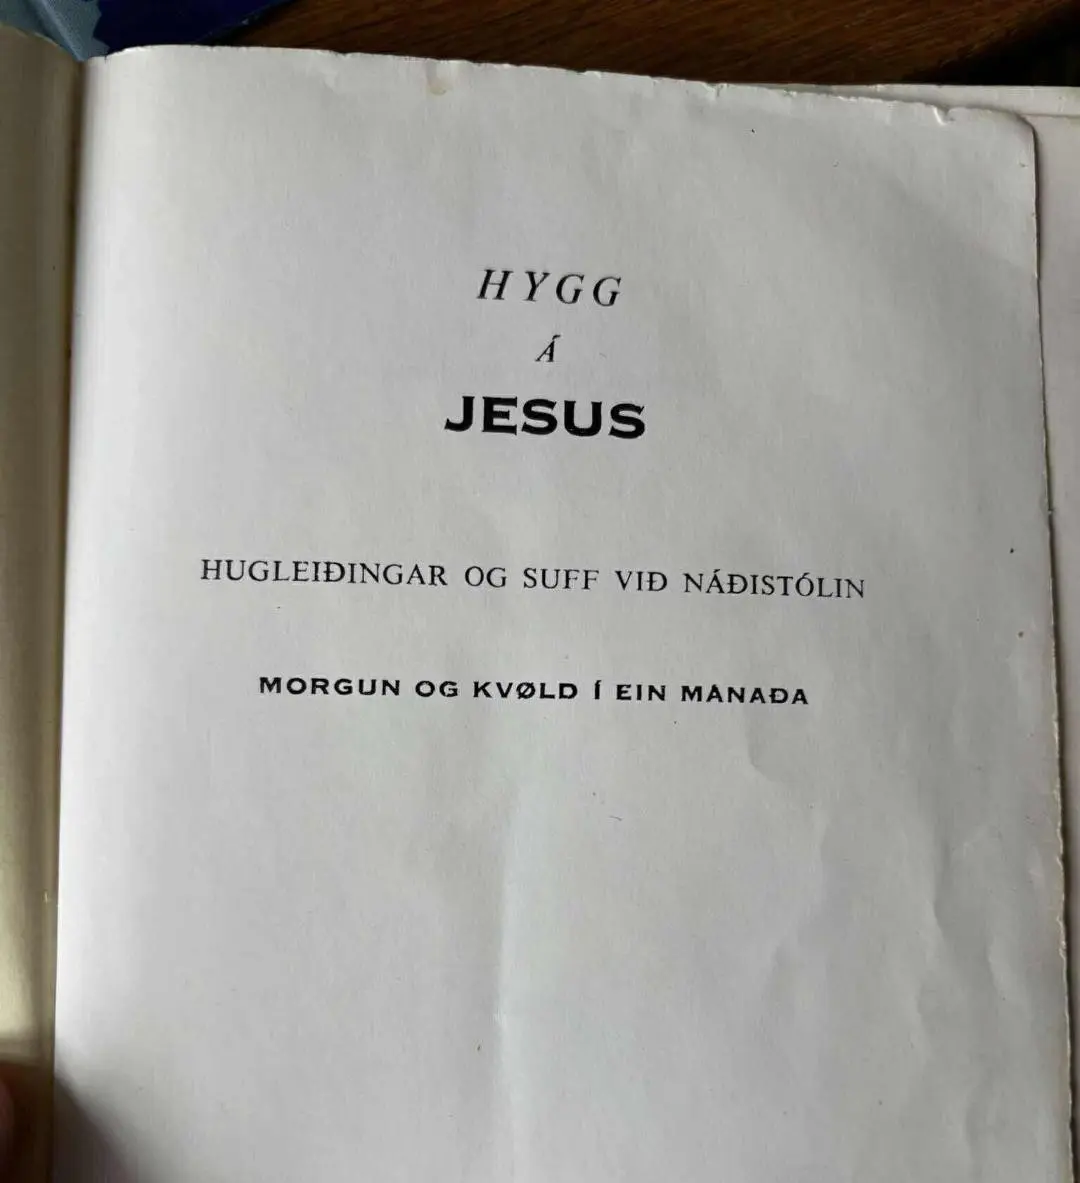 HYGG
Á
JESUS
HUGLEIÐINGAR OG SUFF VIÐ NÁÐISTÓLIN
MORGUN OG KVØLD Í EIN MÁNAÐA